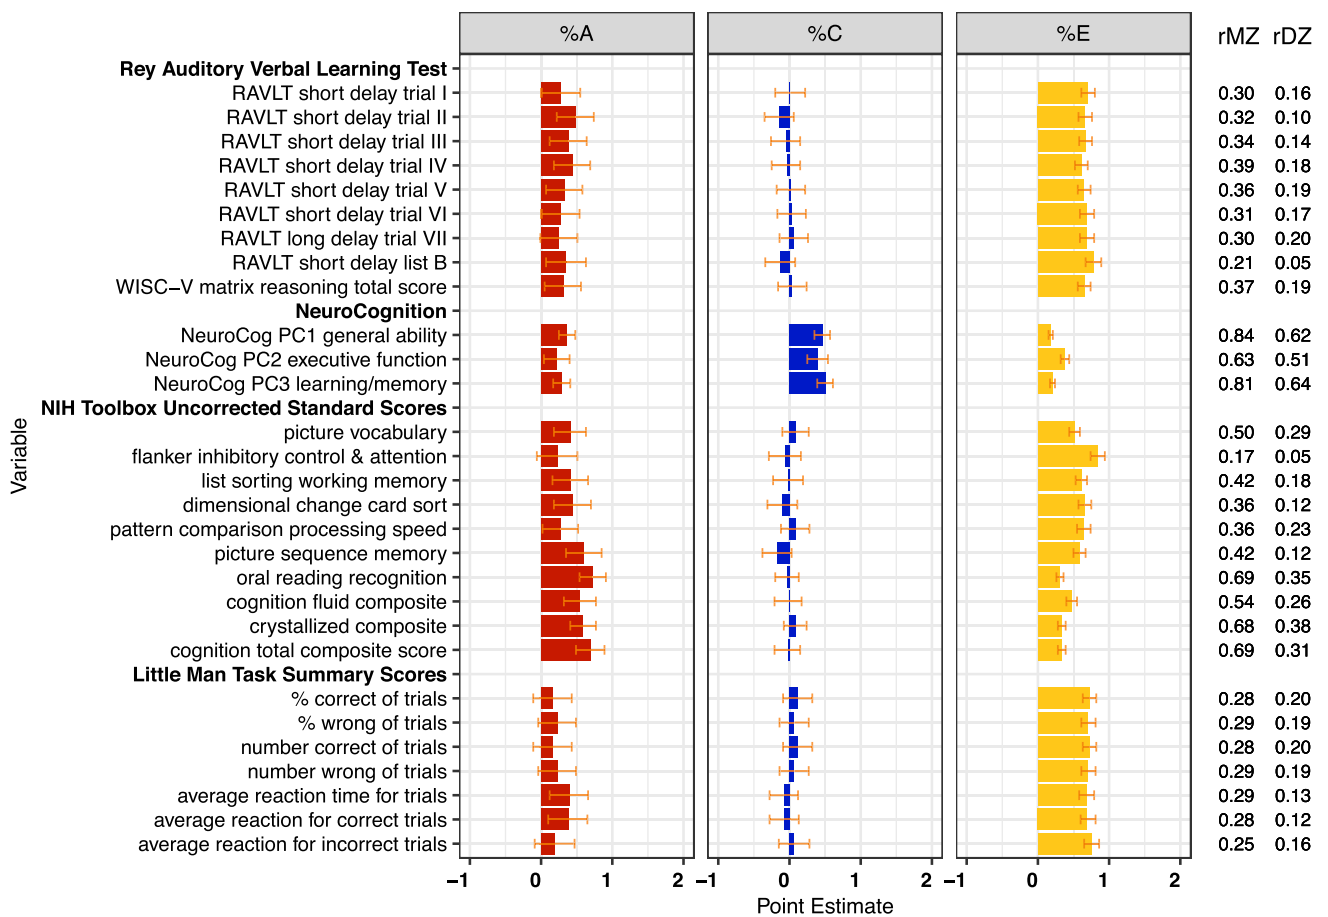 %A %C %E rMZ rDZ
Rey Auditory Verbal Learning Test
RAVLT short delay trial I 0.30 0.16
RAVLT short delay trial II 0.32 0.10
RAVLT short delay trial III 0.34 0.14
RAVLT short delay trial IV 0.39 0.18
RAVLT short delay trial V 0.36 0.19
RAVLT short delay trial VI 0.31 0.17
RAVLT long delay trial VII 0.30 0.20
RAVLT short delay list B 0.21 0.05
WISC−V matrix reasoning total score 0.37 0.19
NeuroCognition
NeuroCog PC1 general ability 0.84 0.62
NeuroCog PC2 executive function 0.63 0.51
NeuroCog PC3 learning/memory 0.81 0.64
NIH Toolbox Uncorrected Standard Scores
picture vocabulary 0.50 0.29
flanker inhibitory control & attention 0.17 0.05
list sorting working memory 0.42 0.18
dimensional change card sort 0.36 0.12
pattern comparison processing speed 0.36 0.23
picture sequence memory 0.42 0.12
oral reading recognition 0.69 0.35
cognition fluid composite 0.54 0.26
crystallized composite 0.68 0.38
cognition total composite score 0.69 0.31
Little Man Task Summary Scores
% correct of trials 0.28 0.20
% wrong of trials 0.29 0.19
number correct of trials 0.28 0.20
number wrong of trials 0.29 0.19
average reaction time for trials 0.29 0.13
average reaction for correct trials 0.28 0.12
average reaction for incorrect trials 0.25 0.16
−1 0 1 2 −1 0 1 2 −1 0 1 2
Point Estimate
Variable